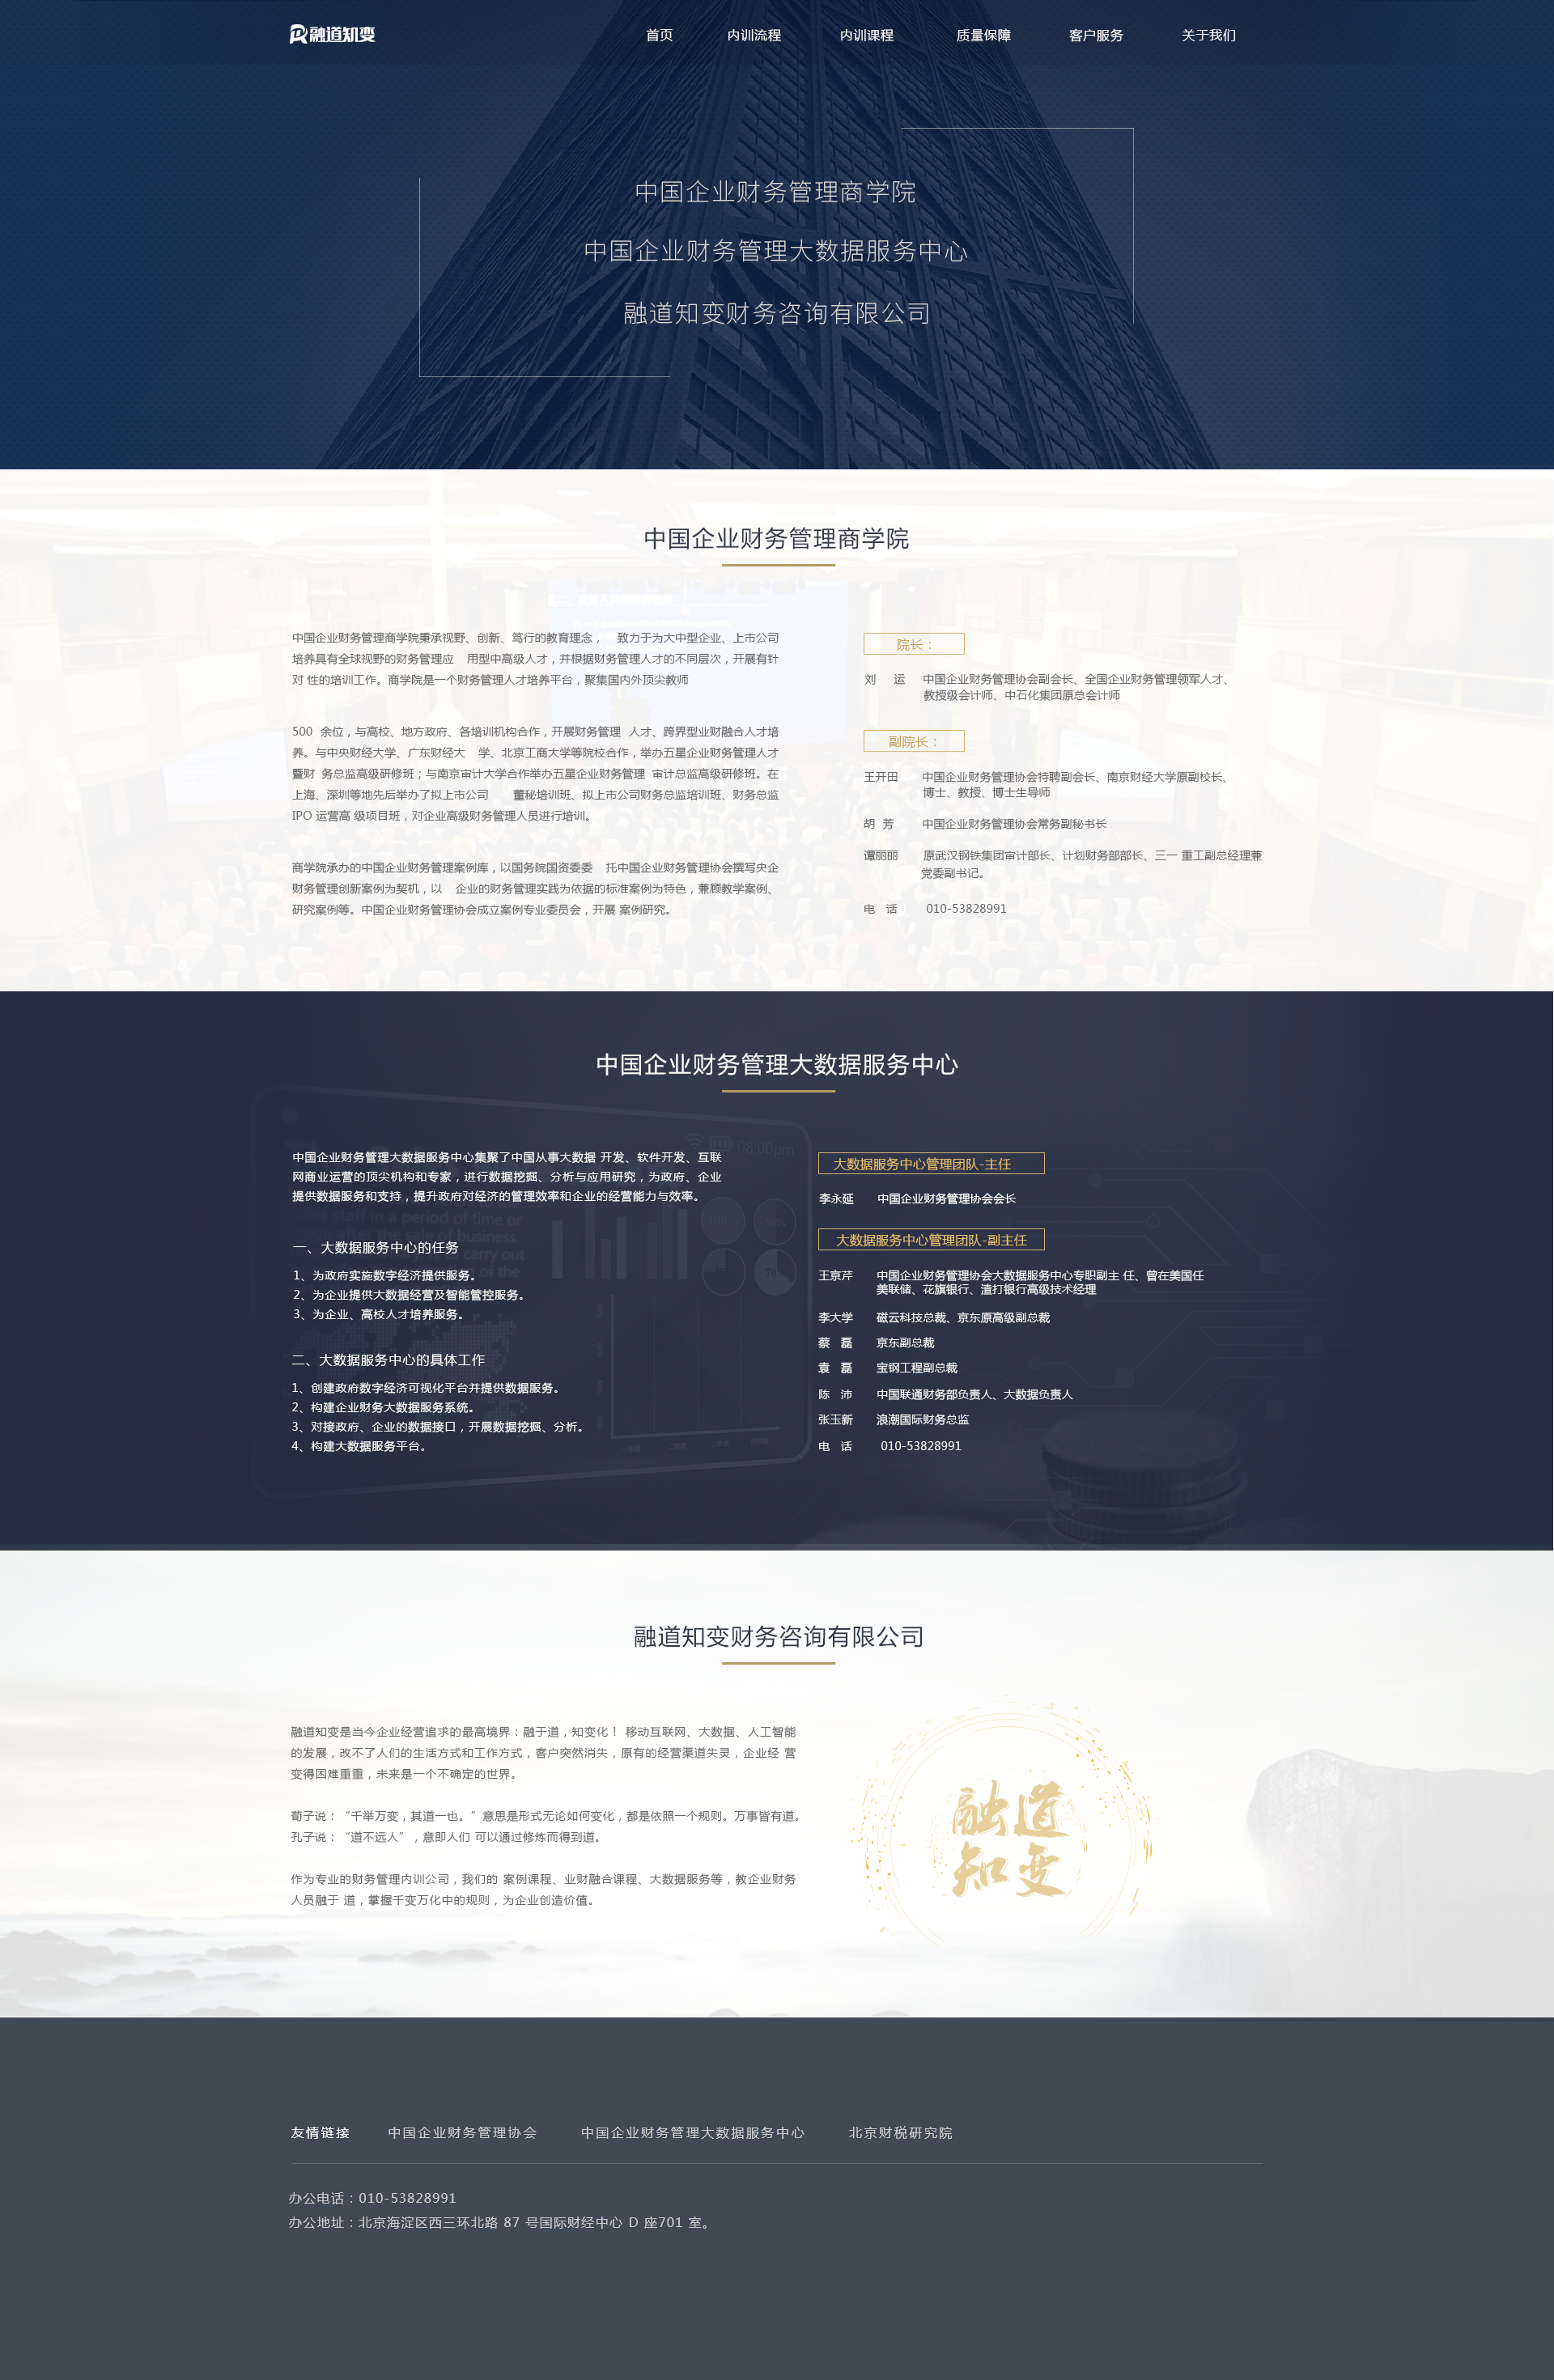 融道知变
首页 内训流程 内训课程 质量保障 客户服务 关于我们
中国企业财务管理商学院
中国企业财务管理大数据服务中心
融道知变财务咨询有限公司
中国企业财务管理商学院
中国企业财务管理商学院秉承视野、创新、笃行的教育理念， 致力于为大中型企业、上市公司
培养具有全球视野的财务管理应 用型中高级人才，并根据财务管理人才的不同层次，开展有针
对 性的培训工作。商学院是一个财务管理人才培养平台，聚集国内外顶尖教师
500 余位，与高校、地方政府、各培训机构合作，开展财务管理 人才、跨界型业财融合人才培
养。与中央财经大学、广东财经大 学、北京工商大学等院校合作，举办五星企业财务管理人才
暨财 务总监高级研修班；与南京审计大学合作举办五星企业财务管理 审计总监高级研修班。在
上海、深圳等地先后举办了拟上市公司 董秘培训班、拟上市公司财务总监培训班、财务总监
IPO 运营高 级项目班，对企业高级财务管理人员进行培训。
商学院承办的中国企业财务管理案例库，以国务院国资委委 托中国企业财务管理协会撰写央企
财务管理创新案例为契机，以 企业的财务管理实践为依据的标准案例为特色，兼顾教学案例、
研究案例等。中国企业财务管理协会成立案例专业委员会，开展 案例研究。
院长：
刘 运 中国企业财务管理协会副会长、全国企业财务管理领军人才、
教授级会计师、中石化集团原总会计师
副院长：
王开田 中国企业财务管理协会特聘副会长、南京财经大学原副校长、
博士、教授、博士生导师
胡 芳 中国企业财务管理协会常务副秘书长
谭丽丽 原武汉钢铁集团审计部长、计划财务部部长、三一 重工副总经理兼
党委副书记。
电 话 010-53828991
中国企业财务管理大数据服务中心
中国企业财务管理大数据服务中心集聚了中国从事大数据 开发、软件开发、互联
网商业运营的顶尖机构和专家，进行数据挖掘、分析与应用研究，为政府、企业
提供数据服务和支持，提升政府对经济的管理效率和企业的经营能力与效率。
一、大数据服务中心的任务
1、为政府实施数字经济提供服务。
2、为企业提供大数据经营及智能管控服务。
3、为企业、高校人才培养服务。
二、大数据服务中心的具体工作
1、创建政府数字经济可视化平台并提供数据服务。
2、构建企业财务大数据服务系统。
3、对接政府、企业的数据接口，开展数据挖掘、分析。
4、构建大数据服务平台。
08:00pm
大数据服务中心管理团队-主任
李永延 中国企业财务管理协会会长
大数据服务中心管理团队-副主任
王京芹 中国企业财务管理协会大数据服务中心专职副主 任、曾在美国任
美联储、花旗银行、渣打银行高级技术经理
李大学 磁云科技总裁、京东原高级副总裁
蔡 磊 京东副总裁
袁 磊 宝钢工程副总裁
陈 沛 中国联通财务部负责人、大数据负责人
张玉新 浪潮国际财务总监
电 话 010-53828991
融道知变财务咨询有限公司
融道知变是当今企业经营追求的最高境界：融于道，知变化！ 移动互联网、大数据、人工智能
的发展，改不了人们的生活方式和工作方式，客户突然消失，原有的经营渠道失灵，企业经 营
变得困难重重，未来是一个不确定的世界。
荀子说：“千举万变，其道一也。”意思是形式无论如何变化，都是依照一个规则。万事皆有道。
孔子说：“道不远人”，意即人们 可以通过修炼而得到道。
作为专业的财务管理内训公司，我们的 案例课程、业财融合课程、大数据服务等，教企业财务
人员融于 道，掌握千变万化中的规则，为企业创造价值。
融道
知变
友情链接 中国企业财务管理协会 中国企业财务管理大数据服务中心 北京财税研究院
办公电话：010-53828991
办公地址：北京海淀区西三环北路 87 号国际财经中心 D 座701 室。